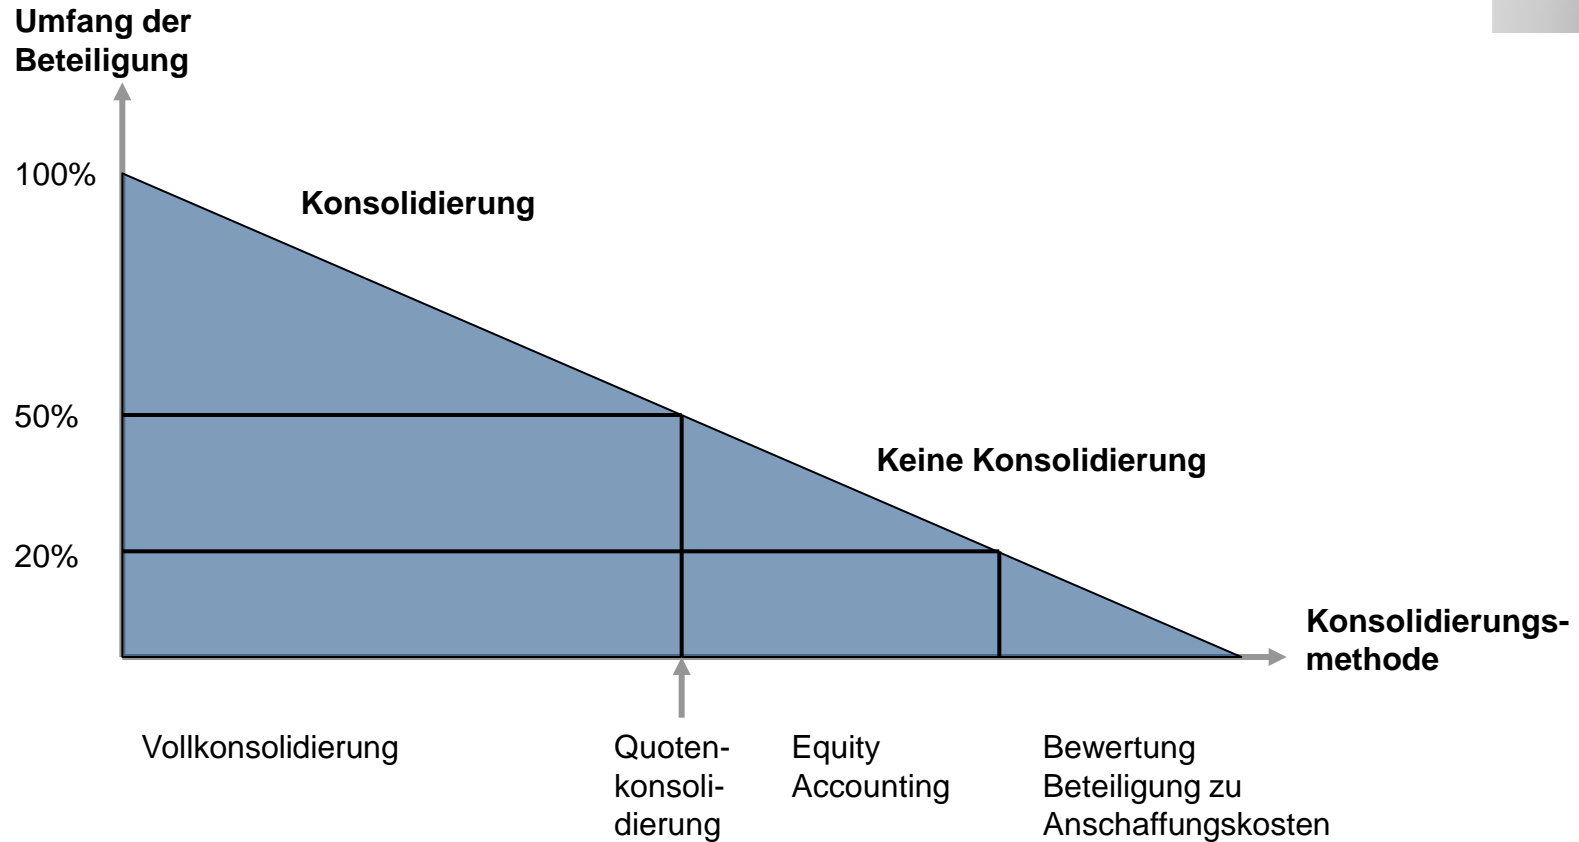 Umfang der
Beteiligung
100%
Konsolidierung
50%
Keine Konsolidierung
20%
Konsolidierungs-
methode
Vollkonsolidierung
Quoten-
konsoli-
dierung
Equity
Accounting
Bewertung
Beteiligung zu
Anschaffungskosten